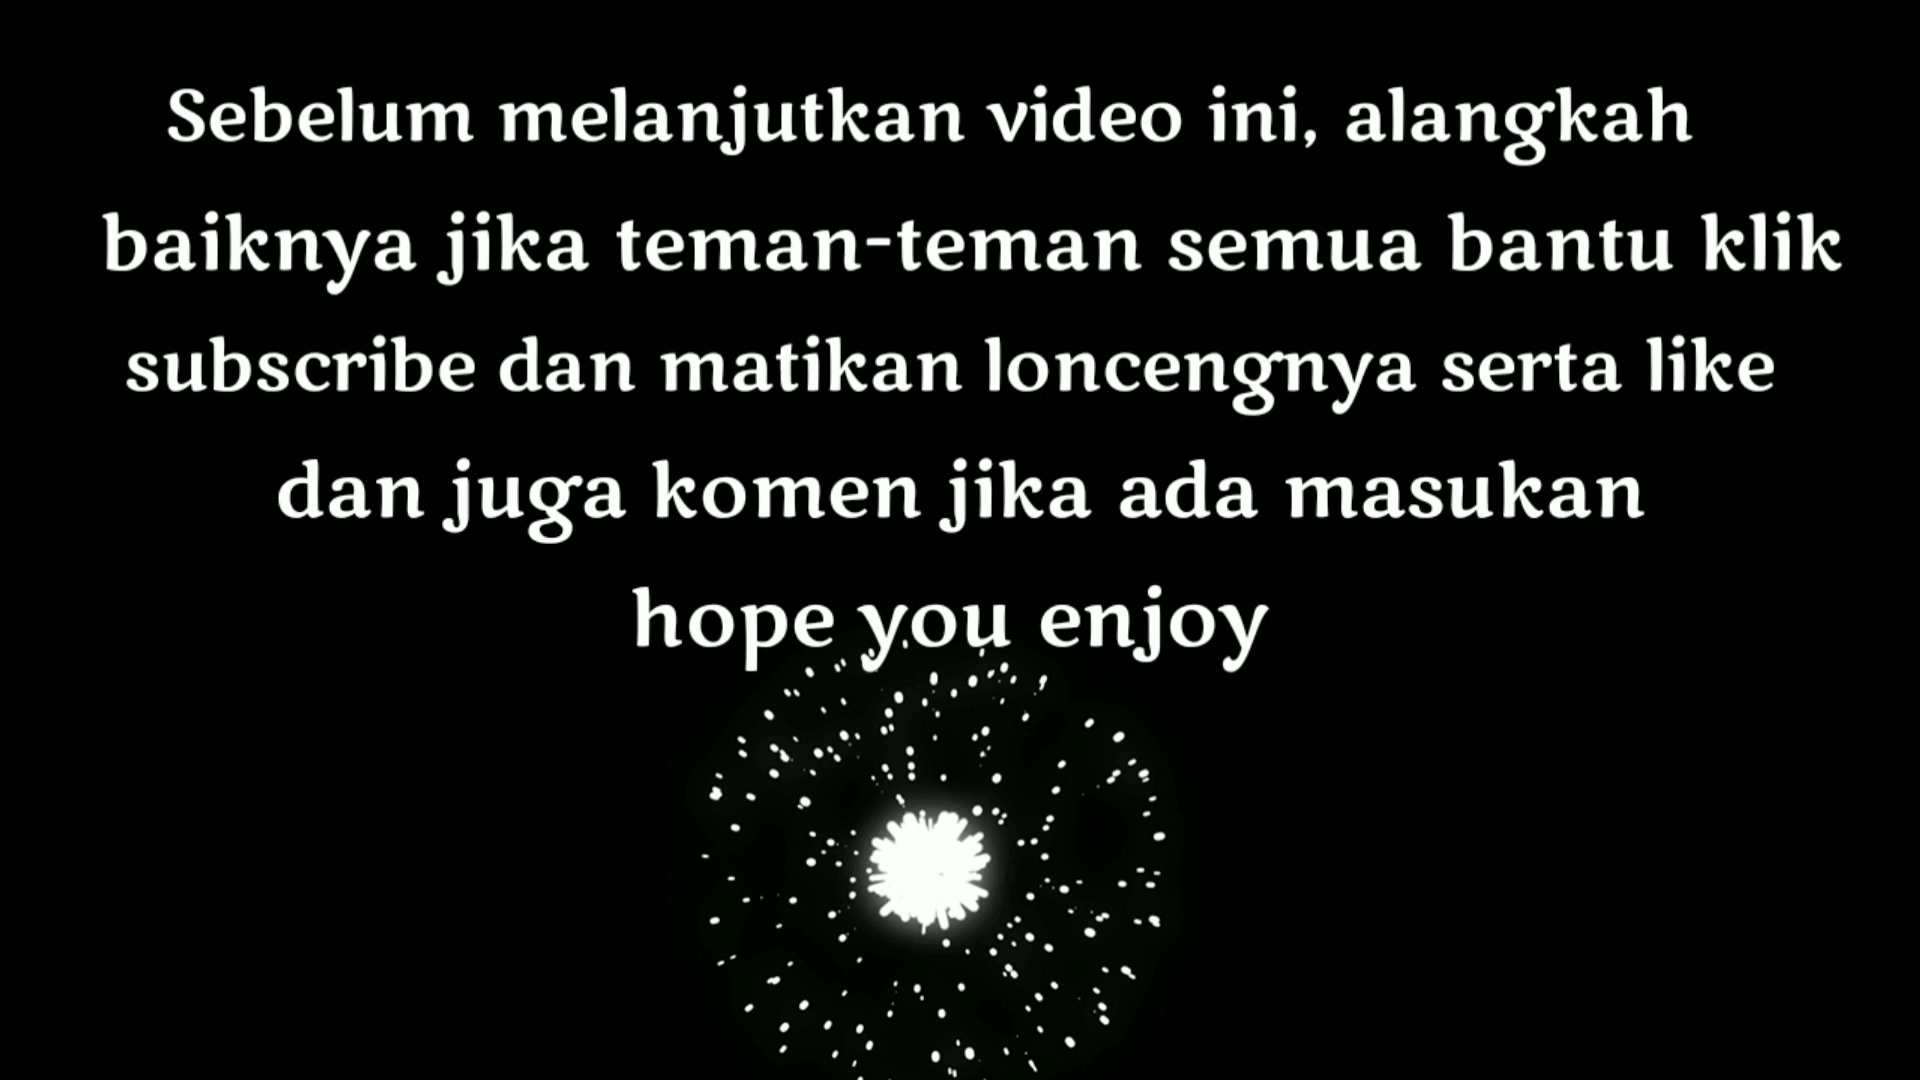 Sebelum melanjutkan video ini, alangkah
baiknya jika teman-teman semua bantu klik
subscribe dan matikan loncengnya serta like
dan juga komen jika ada masukan
hope you enjoy